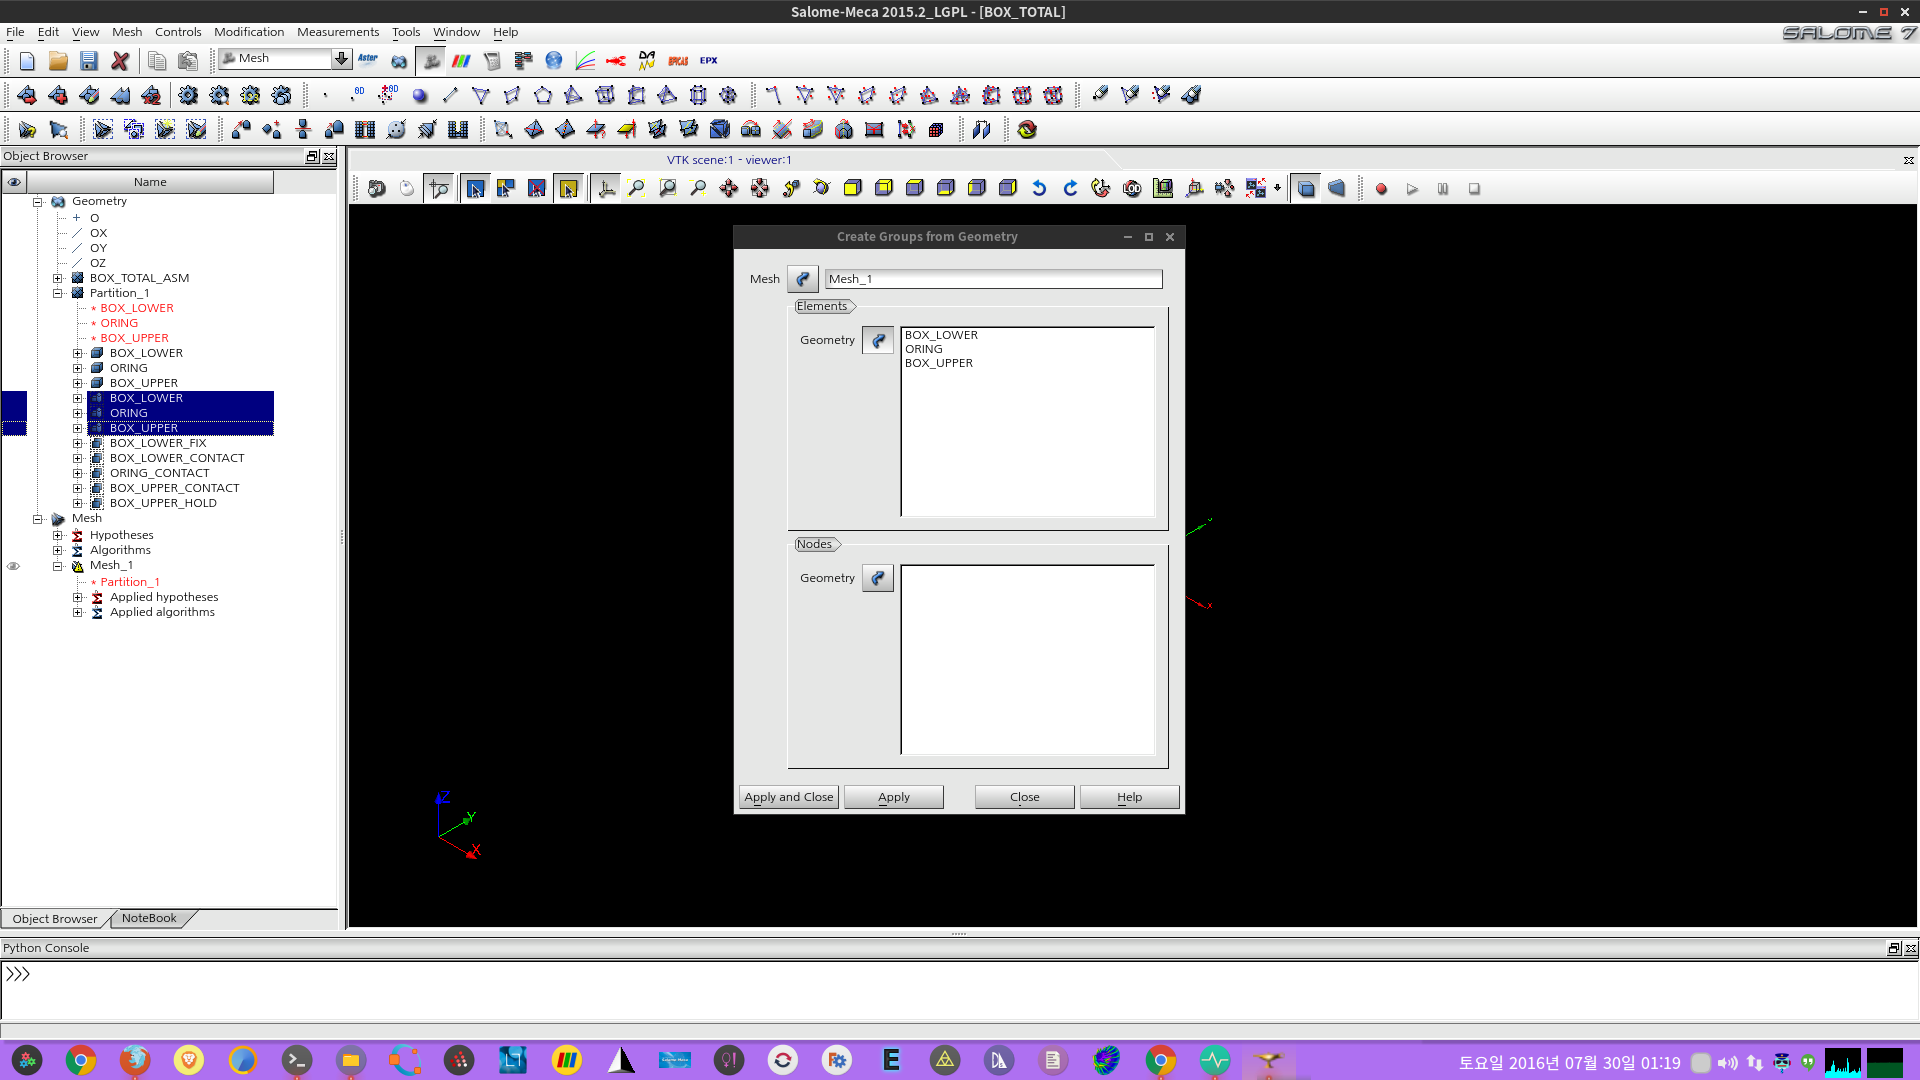 Salome-Meca 2015.2_LGPL - [BOX_TOTAL]
File Edit View Mesh Controls Modification Measurements Tools Window Help
SALOME 7
Mesh
Aster
EFICAS
EPX
0D
0D
Object Browser
VTK scene:1 - viewer:1
Name
Geometry
O
OX
OY
OZ
BOX_TOTAL_ASM
Partition_1
* BOX_LOWER
* ORING
* BOX_UPPER
BOX_LOWER
ORING
BOX_UPPER
BOX_LOWER
ORING
BOX_UPPER
BOX_LOWER_FIX
BOX_LOWER_CONTACT
ORING_CONTACT
BOX_UPPER_CONTACT
BOX_UPPER_HOLD
Mesh
Hypotheses
Algorithms
Mesh_1
* Partition_1
Applied hypotheses
Applied algorithms
LOD
Create Groups from Geometry
Mesh
Mesh_1
Elements
Geometry
BOX_LOWER
ORING
BOX_UPPER
Nodes
Geometry
Apply and Close
Apply
Close
Help
Z
Y
X
Object Browser
NoteBook
Python Console
>>>
토요일 2016년 07월 30일 01:19